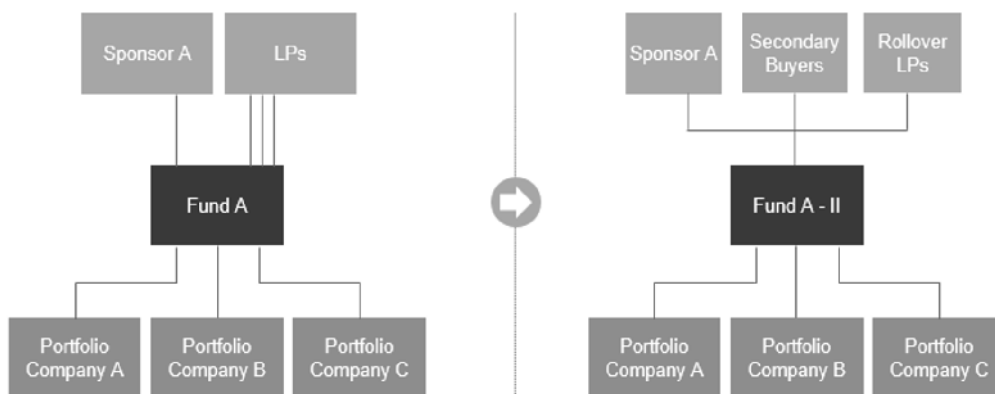 Sponsor A
LPs
Fund A
Portfolio
Company A
Portfolio
Company B
Portfolio
Company C
Sponsor A
Secondary
Buyers
Rollover
LPs
Fund A - II
Portfolio
Company A
Portfolio
Company B
Portfolio
Company C